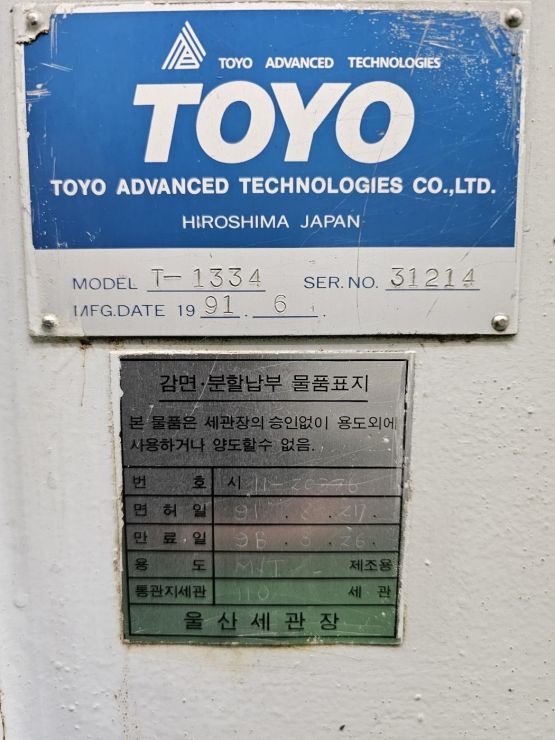 TOYO ADVANCED TECHNOLOGIES
TOYO
TOYO ADVANCED TECHNOLOGIES CO.,LTD.
HIROSHIMA JAPAN
MODEL T-1334 SER.NO. 31214
MFG.DATE 19 91. 6.
감면·분할납부 물품표지
본 물품은 세관장의 승인없이 용도외에
사용하거나 양도할수 없음.
번 호 시
면 허 일 91
만 료 일
용 도 M/T 제조용
통관지세관 110 세 관
울산세관장